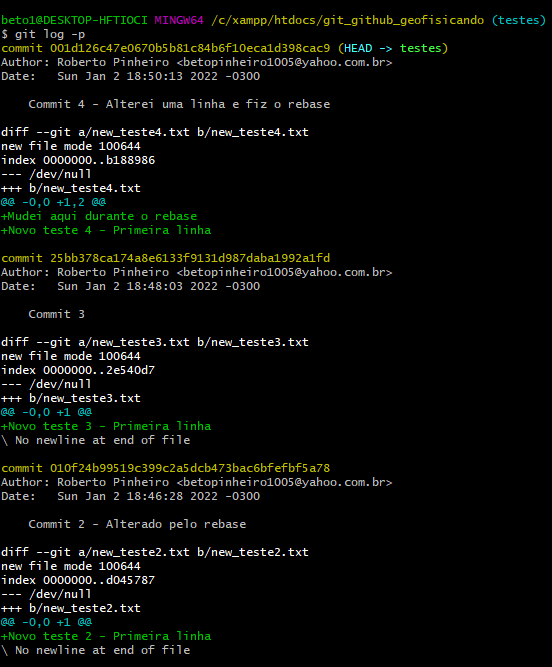 beto1@DESKTOP-HFTIOCI MINGW64 /c/xampp/htdocs/git_github_geofisicando (testes)
$ git log -p
commit 001d126c47e0670b5b81c84b6f10eca1d398cac9 (HEAD -> testes)
Author: Roberto Pinheiro <betopinheiro1005@yahoo.com.br>
Date:   Sun Jan 2 18:50:13 2022 -0300

    Commit 4 - Alterei uma linha e fiz o rebase

diff --git a/new_teste4.txt b/new_teste4.txt
new file mode 100644
index 0000000..b188986
--- /dev/null
+++ b/new_teste4.txt
@@ -0,0 +1,2 @@
+Mudei aqui durante o rebase
+Novo teste 4 - Primeira linha

commit 25bb378ca174a8e6133f9131d987daba1992a1fd
Author: Roberto Pinheiro <betopinheiro1005@yahoo.com.br>
Date:   Sun Jan 2 18:48:03 2022 -0300

    Commit 3

diff --git a/new_teste3.txt b/new_teste3.txt
new file mode 100644
index 0000000..2e540d7
--- /dev/null
+++ b/new_teste3.txt
@@ -0,0 +1 @@
+Novo teste 3 - Primeira linha
\ No newline at end of file

commit 010f24b99519c399c2a5dcb473bac6bfefbf5a78
Author: Roberto Pinheiro <betopinheiro1005@yahoo.com.br>
Date:   Sun Jan 2 18:46:28 2022 -0300

    Commit 2 - Alterado pelo rebase

diff --git a/new_teste2.txt b/new_teste2.txt
new file mode 100644
index 0000000..d045787
--- /dev/null
+++ b/new_teste2.txt
@@ -0,0 +1 @@
+Novo teste 2 - Primeira linha
\ No newline at end of file